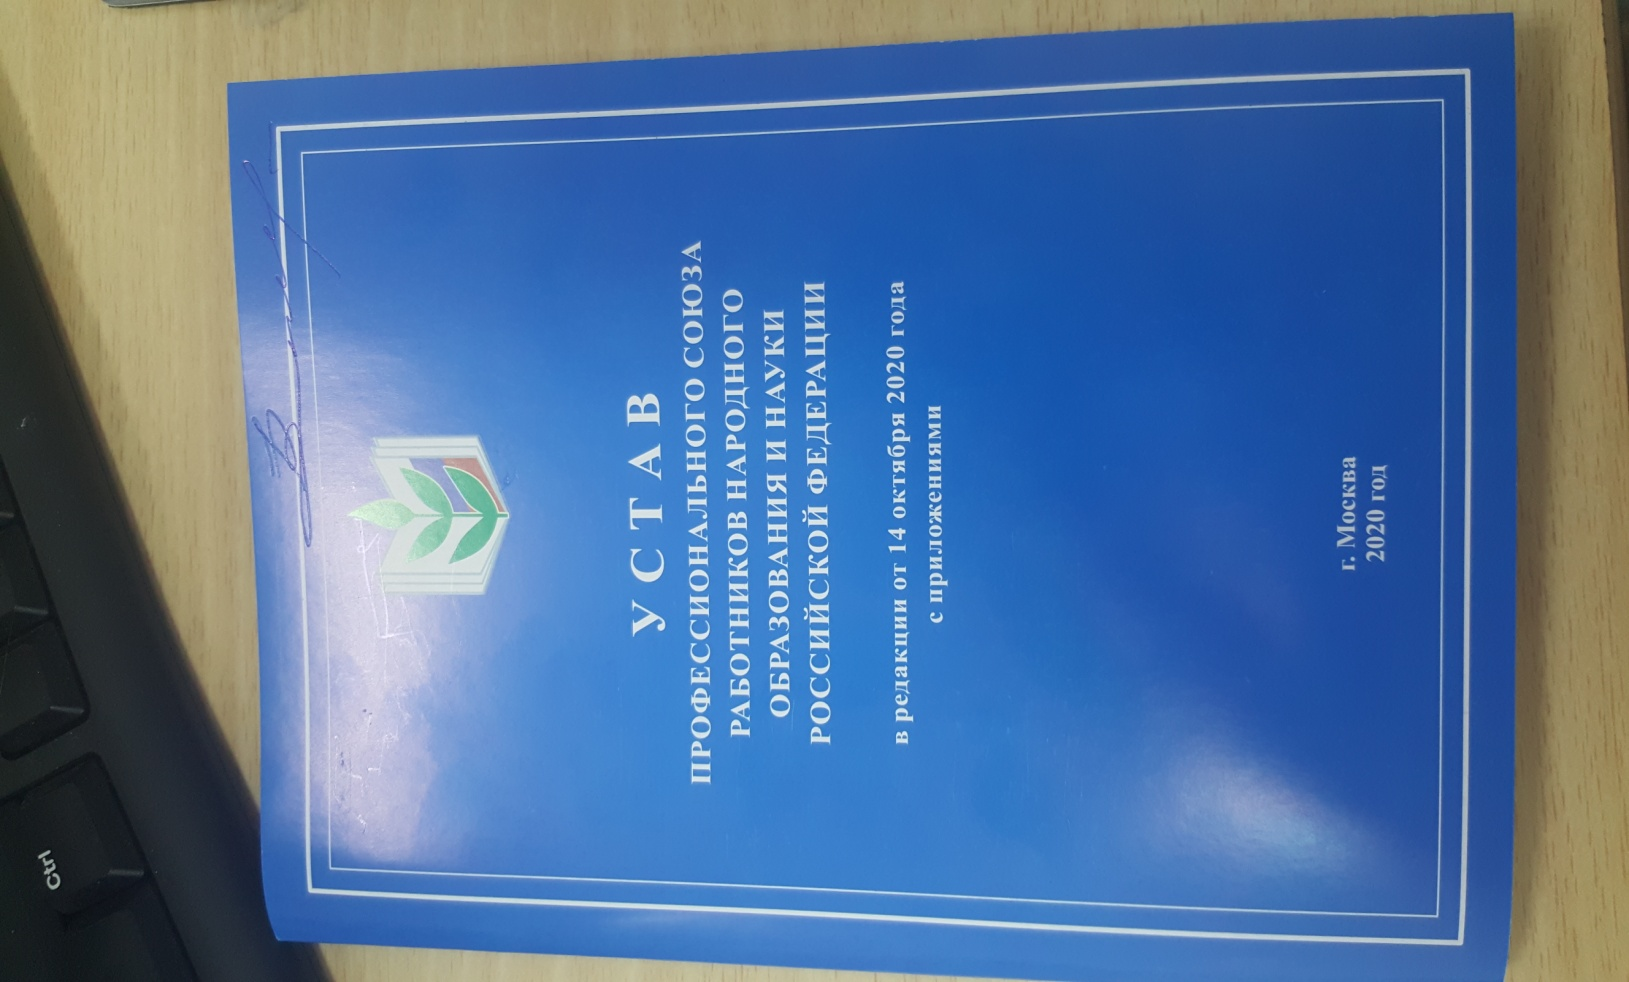 У С Т А В
ПРОФЕССИОНАЛЬНОГО СОЮЗА
РАБОТНИКОВ НАРОДНОГО
ОБРАЗОВАНИЯ И НАУКИ
РОССИЙСКОЙ ФЕДЕРАЦИИ
в редакции от 14 октября 2020 года
с приложениями
г. Москва
2020 год
Ctrl